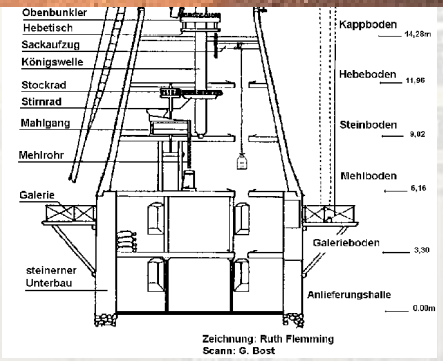 Obenbunkler
Hebetisch
Sackaufzug
Königswelle
Stockrad
Stirnrad
Mahlgang
Mehlrohr
Galerie
steinerner
Unterbau
Kappboden
14,28m
Hebeboden
11,96
Steinboden
9,02
Mehlboden
6,16
Galerieboden
3,30
Anlieferungshalle
0,00m
Zeichnung: Ruth Flemming
Scann: G. Bost